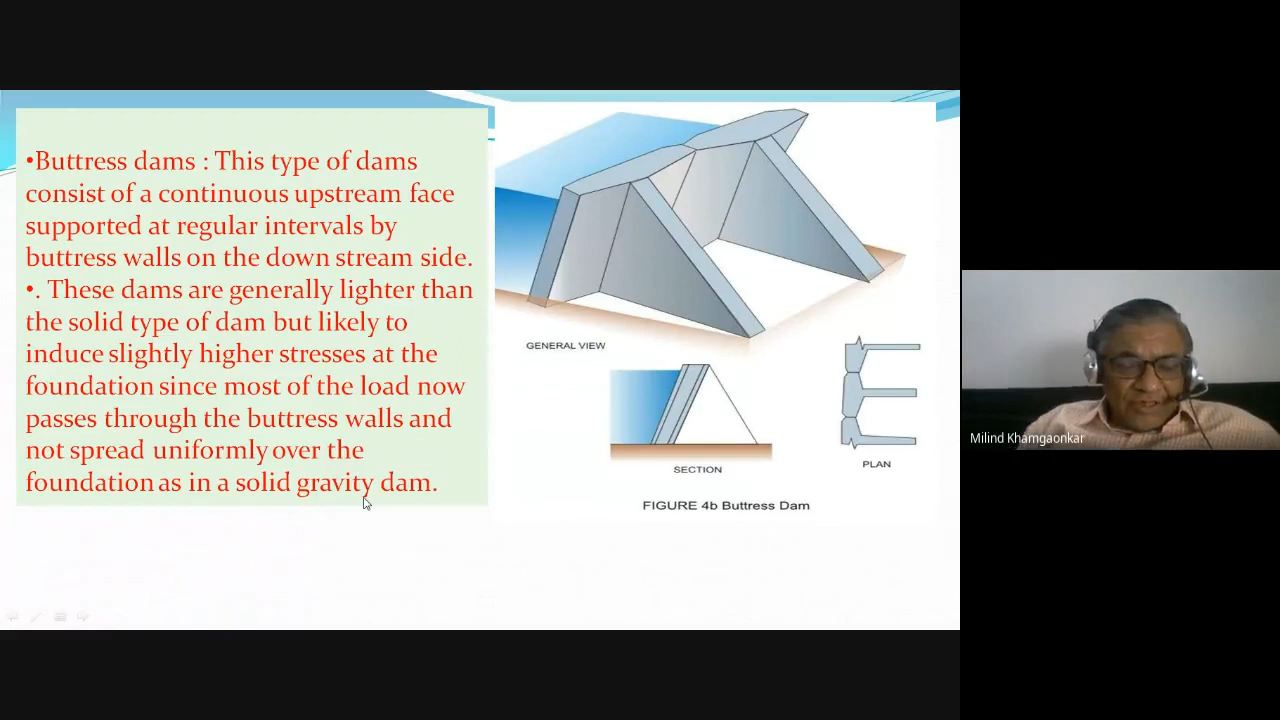 •Buttress dams : This type of dams
consist of a continuous upstream face
supported at regular intervals by
buttress walls on the down stream side.
•. These dams are generally lighter than
the solid type of dam but likely to
induce slightly higher stresses at the
foundation since most of the load now
passes through the buttress walls and
not spread uniformly over the
foundation as in a solid gravity dam.
GENERAL VIEW
SECTION
PLAN
FIGURE 4b Buttress Dam
Milind Khamgaonkar